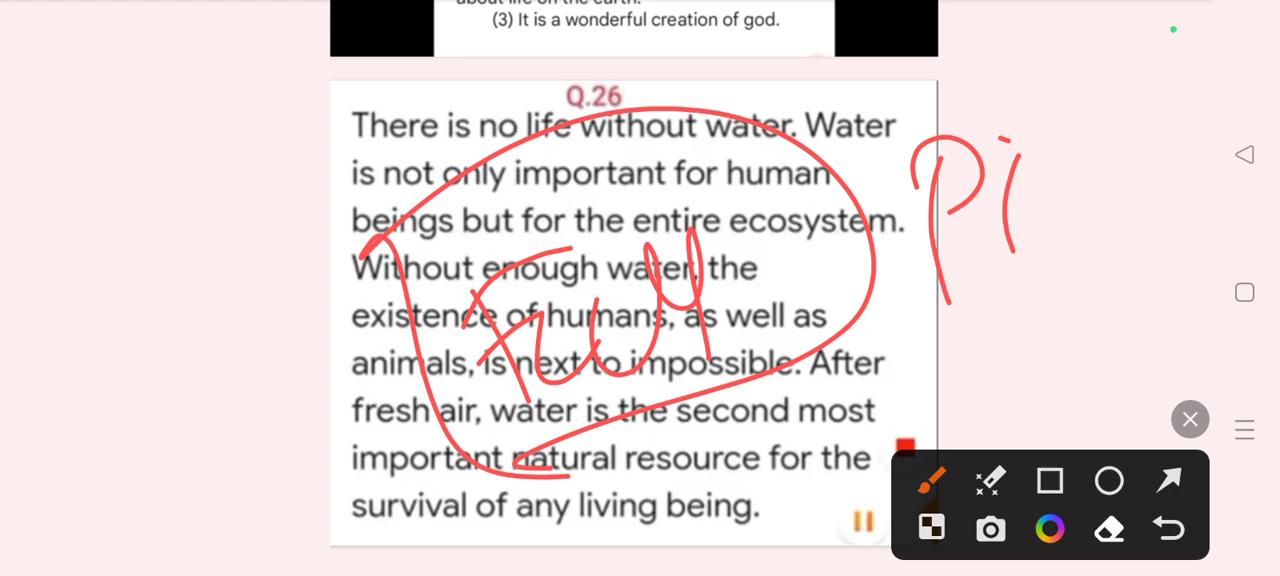 (3) It is a wonderful creation of god.
Q.26
There is no life without water. Water
is not only important for human
beings but for the entire ecosystem.
Without enough water, the
existence of humans, as well as
animals, is next to impossible. After
fresh air, water is the second most
important natural resource for the
survival of any living being.
Pi